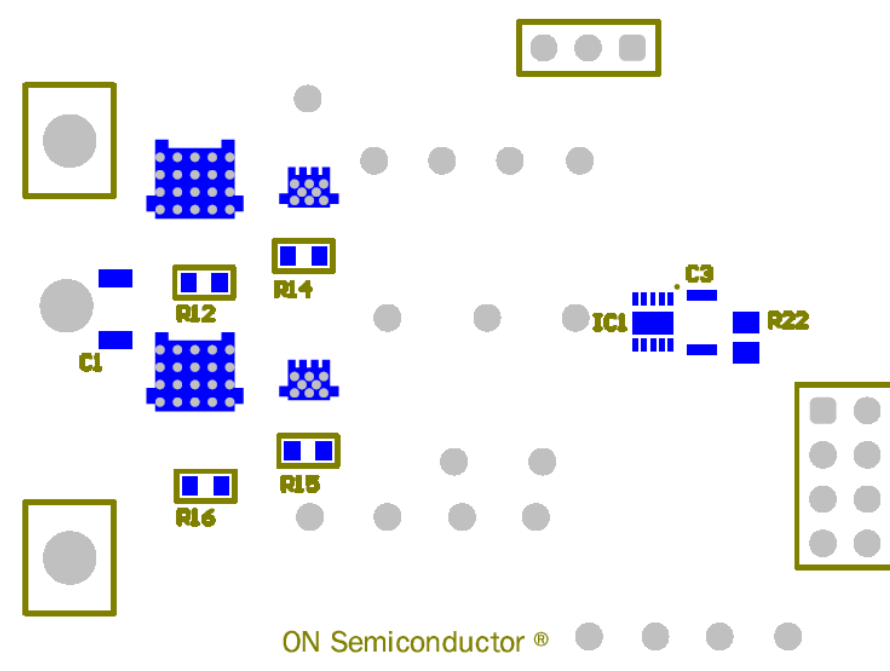 C3
R14
R12
IC1
R22
C1
R15
R16
ON Semiconductor ®